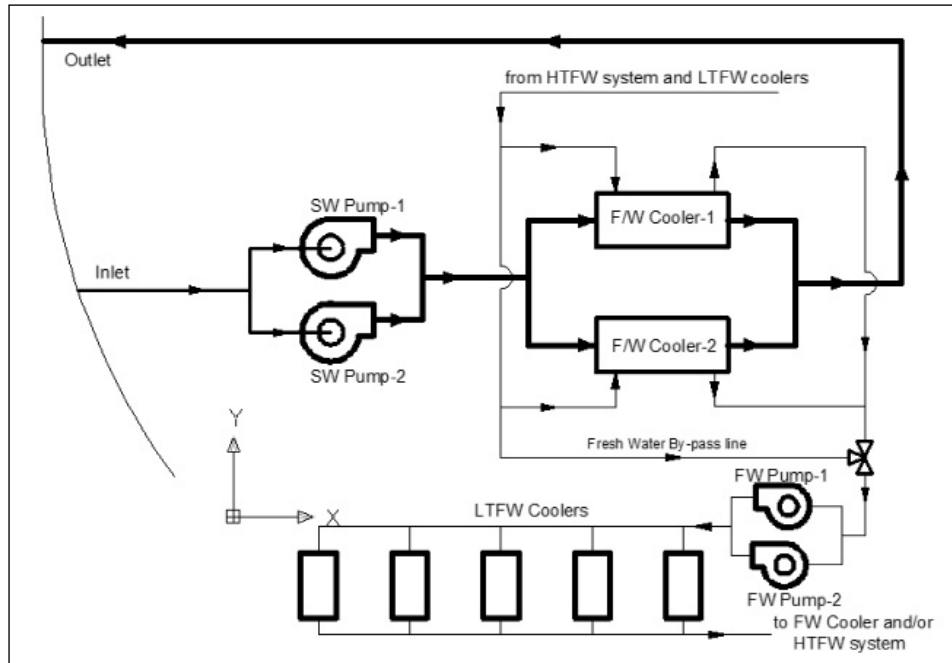 Outlet
from HTFW system and LTFW coolers
SW Pump-1
F/W Cooler-1
Inlet
F/W Cooler-2
SW Pump-2
Y
Fresh Water By-pass line
FW Pump-1
X
LTFW Coolers
FW Pump-2
to FW Cooler and/or
HTFW system